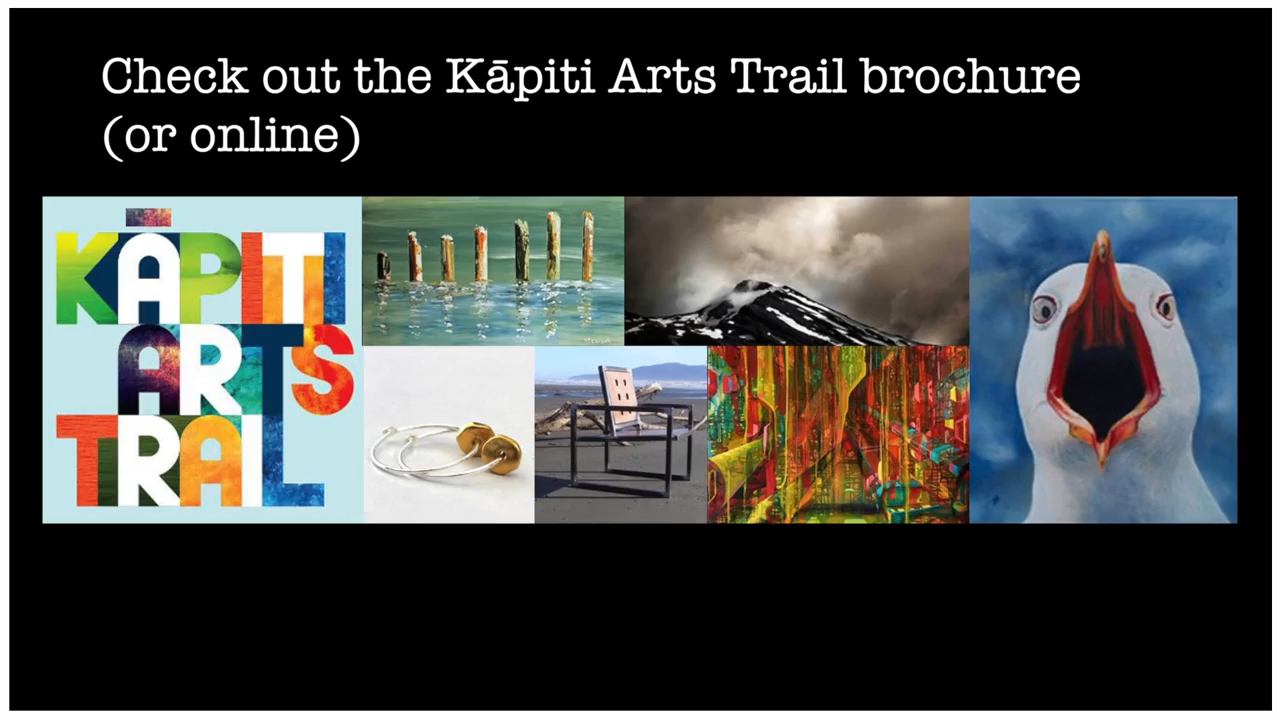 Check out the Kāpiti Arts Trail brochure
(or online)
KĀPITI
ARTS
TRAIL